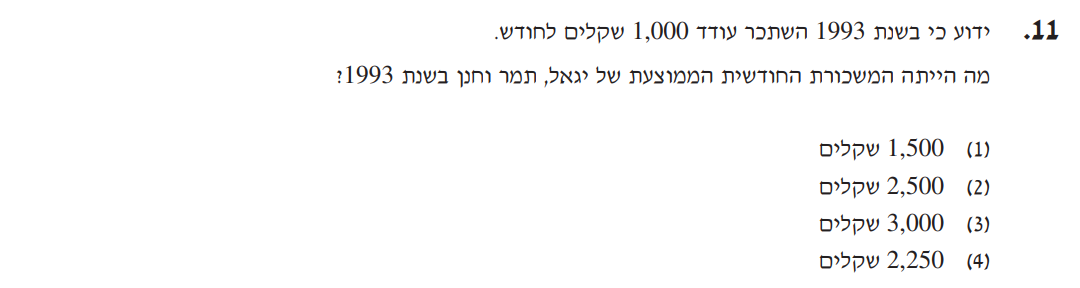 11. ידוע כי בשנת 1993 השתכר עודד 1,000 שקלים לחודש.
מה הייתה המשכורת החודשית הממוצעת של יגאל, תמר וחנן בשנת 1993?
(1) 1,500 שקלים
(2) 2,500 שקלים
(3) 3,000 שקלים
(4) 2,250 שקלים